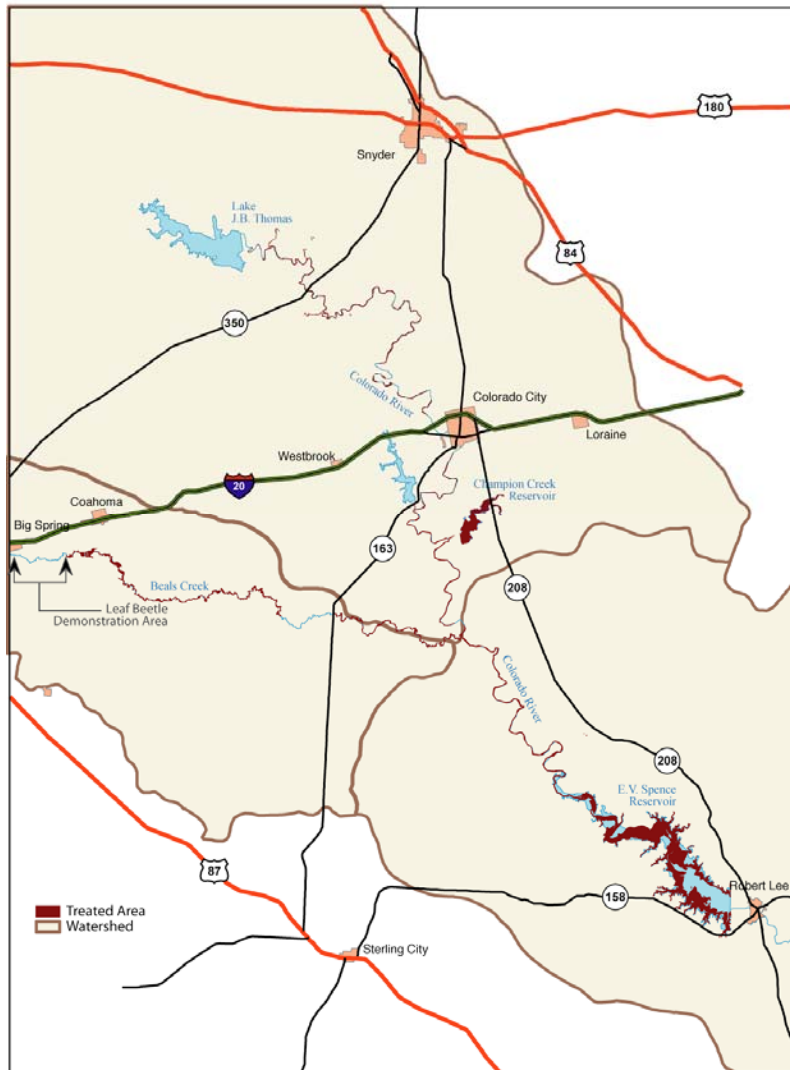 180
Snyder
Lake
J.B. Thomas
84
350
Colorado River
Colorado City
Loraine
Westbrook
20
Champion Creek
Reservoir
Coahoma
Big Spring
163
Beals Creek
208
Leaf Beetle
Demonstration Area
Colorado River
208
E.V. Spence
Reservoir
87
Robert Lee
158
Treated Area
Watershed
Sterling City